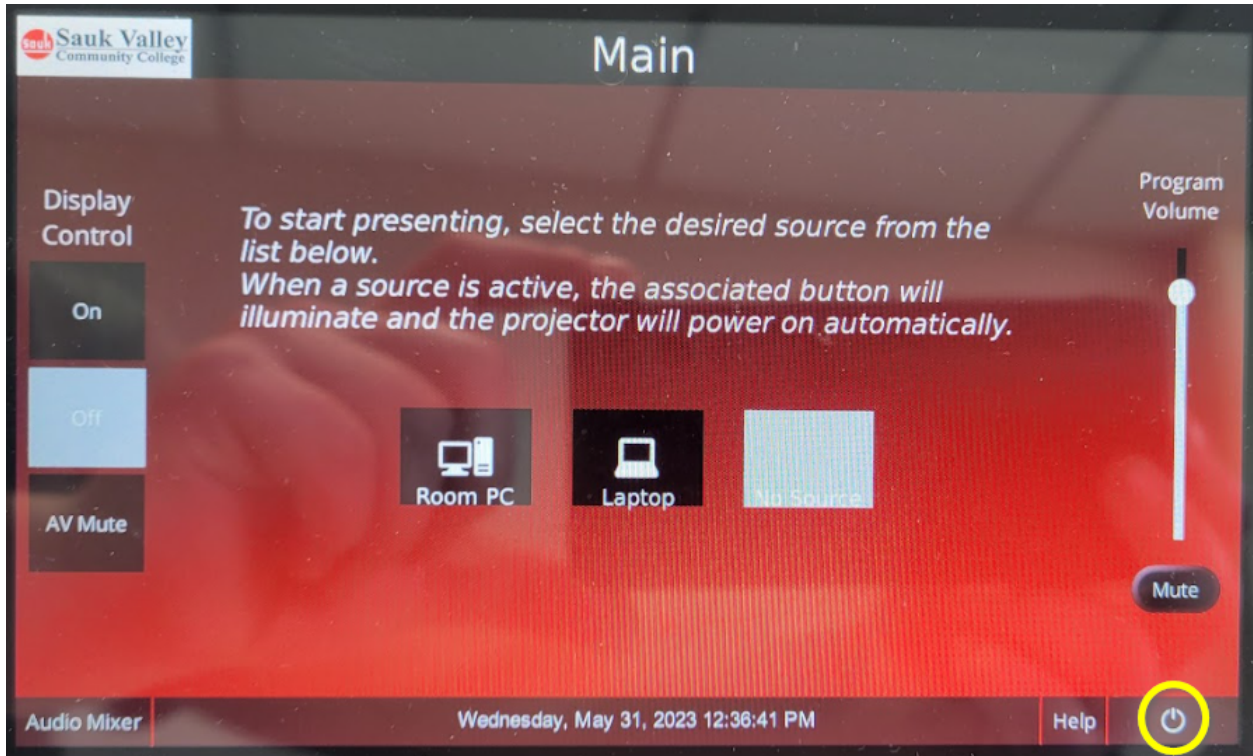 Sauk Sauk Valley
Community College
Main
Display
Control
On
Off
AV Mute
To start presenting, select the desired source from the
list below.
When a source is active, the associated button will
illuminate and the projector will power on automatically.
Room PC
Laptop
No Source
Program
Volume
Mute
Audio Mixer
Wednesday, May 31, 2023 12:36:41 PM
Help